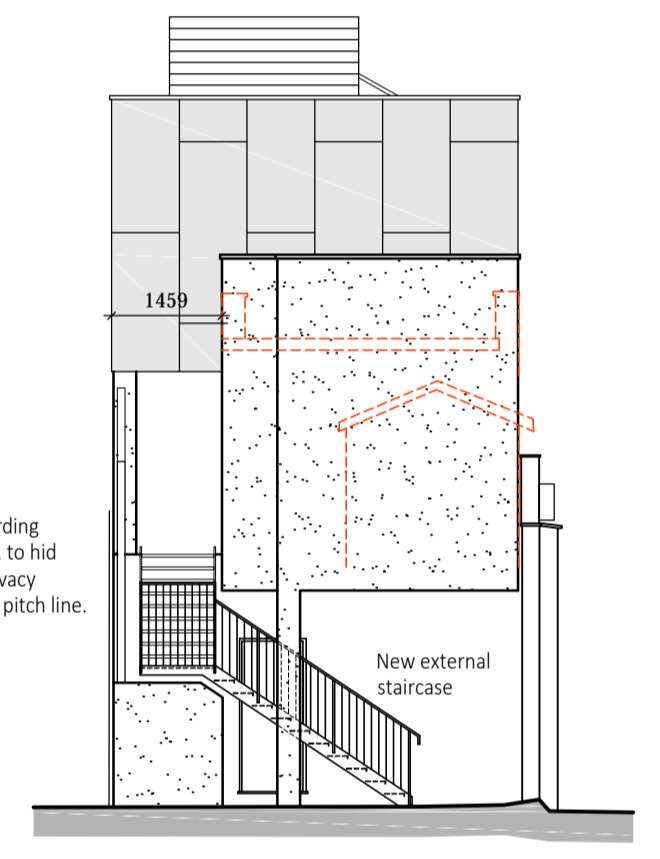 1459
rding
to hid
vacy
pitch line.
New external
staircase